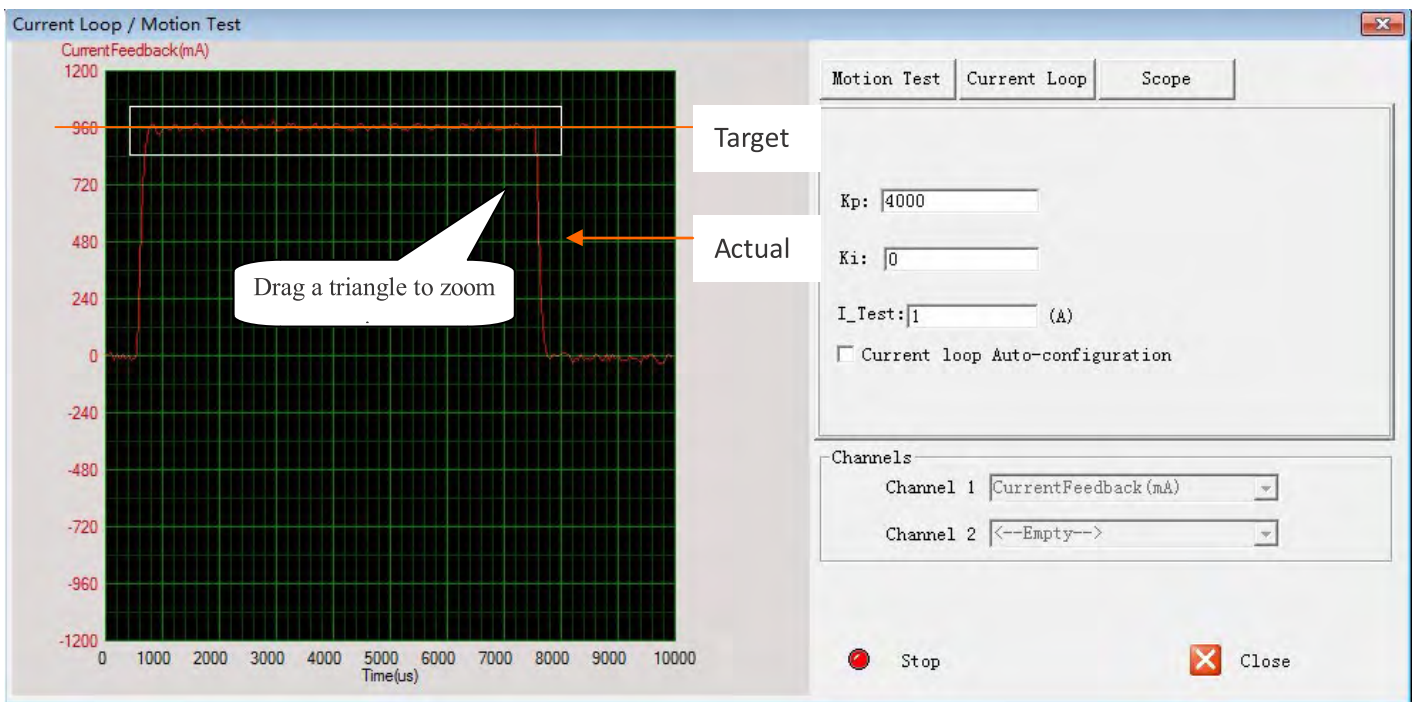 Current Loop / Motion Test
CurrentFeedback(mA)
1200
960
720
480
240
0
-240
-480
-720
-960
-1200
0 1000 2000 3000 4000 5000 6000 7000 8000 9000 10000
Time(us)
Target
Actual
Drag a triangle to zoom
.
Motion Test Current Loop Scope
Kp: 4000
Ki: 0
I_Test: 1 (A)
Current loop Auto-configuration
Channels
Channel 1 CurrentFeedback(mA)
Channel 2 <--Empty-->
Stop Close